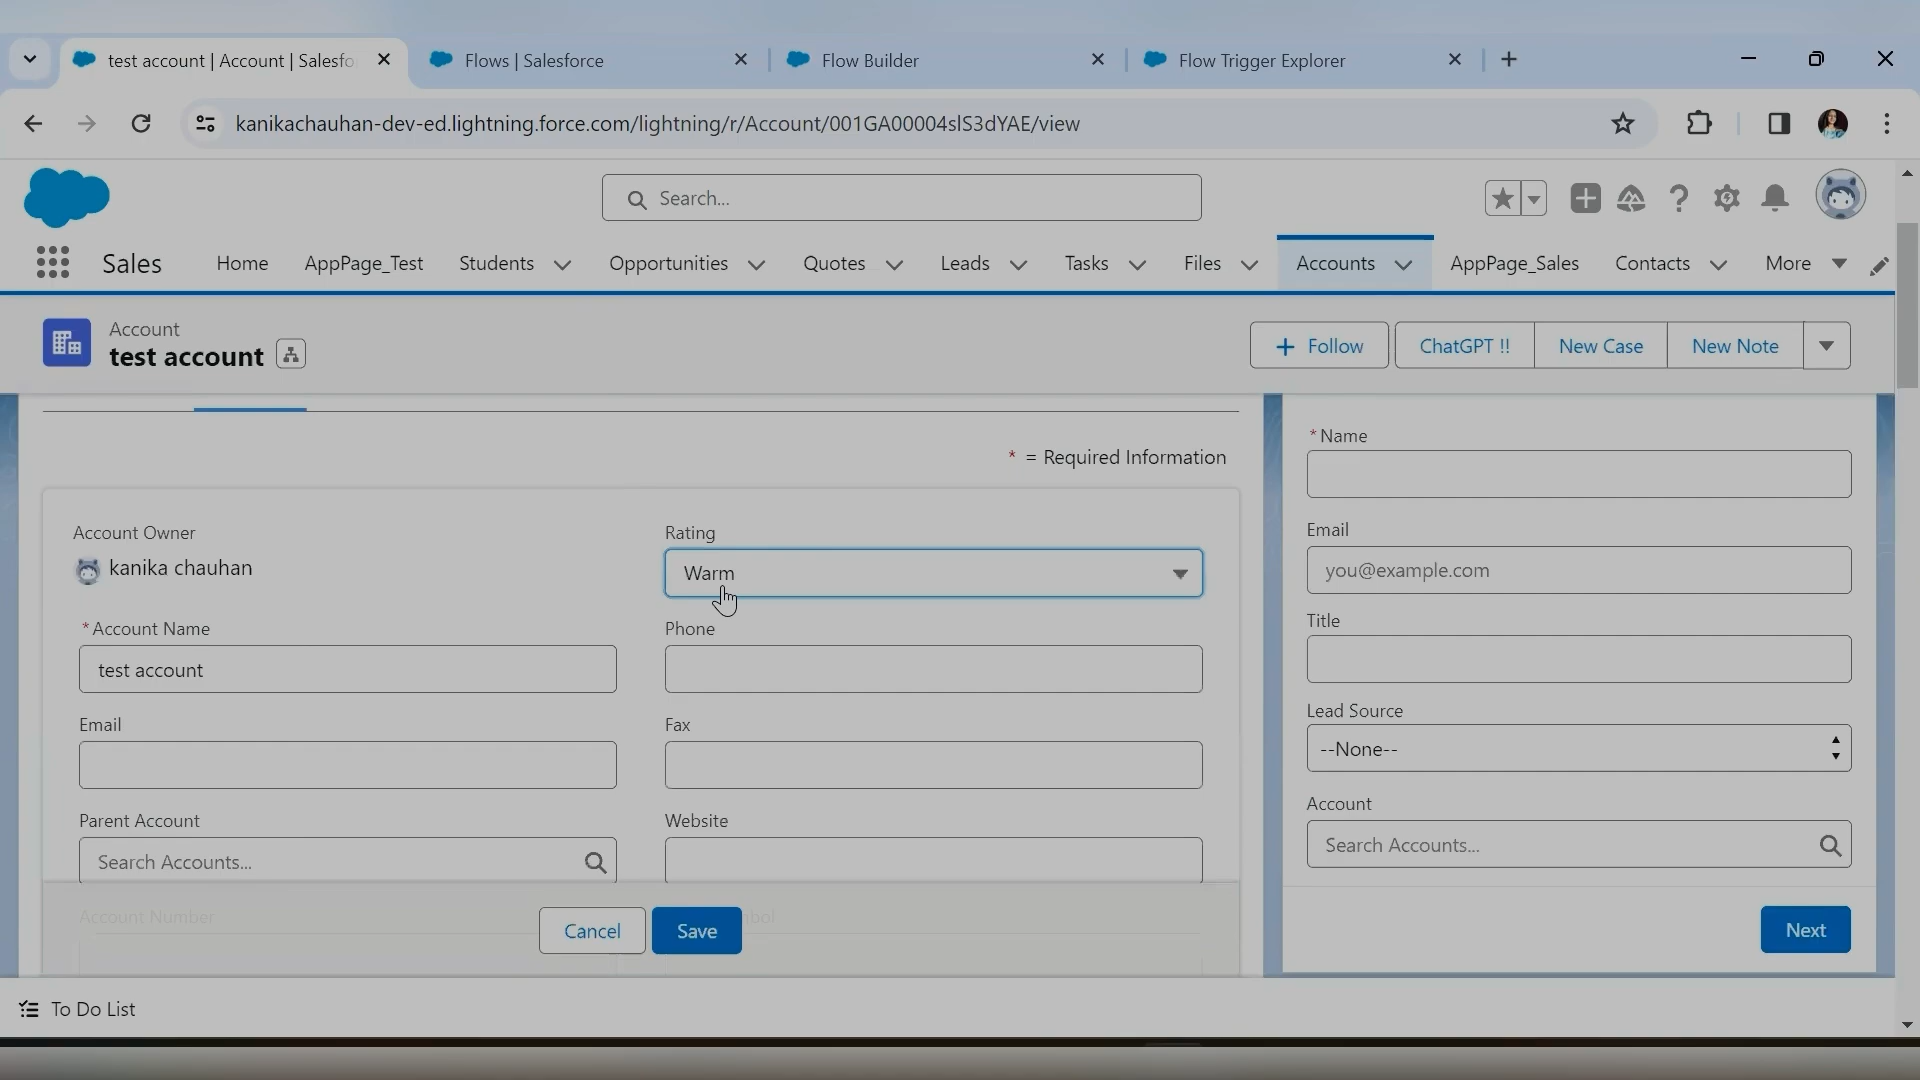 test account | Account | Salesfo
Flows | Salesforce
Flow Builder
Flow Trigger Explorer
kanikachauhan-dev-ed.lightning.force.com/lightning/r/Account/001GA00004slS3dYAE/view
Search...
Sales
Home
AppPage_Test
Students
Opportunities
Quotes
Leads
Tasks
Files
Accounts
AppPage_Sales
Contacts
More
Account
test account
Follow
ChatGPT !!
New Case
New Note
* = Required Information
Account Owner
kanika chauhan
Rating
Warm
* Account Name
test account
Phone
Email
Fax
Parent Account
Search Accounts...
Website
Account Number
bol
Cancel
Save
* Name
Email
you@example.com
Title
Lead Source
--None--
Account
Search Accounts...
Next
To Do List